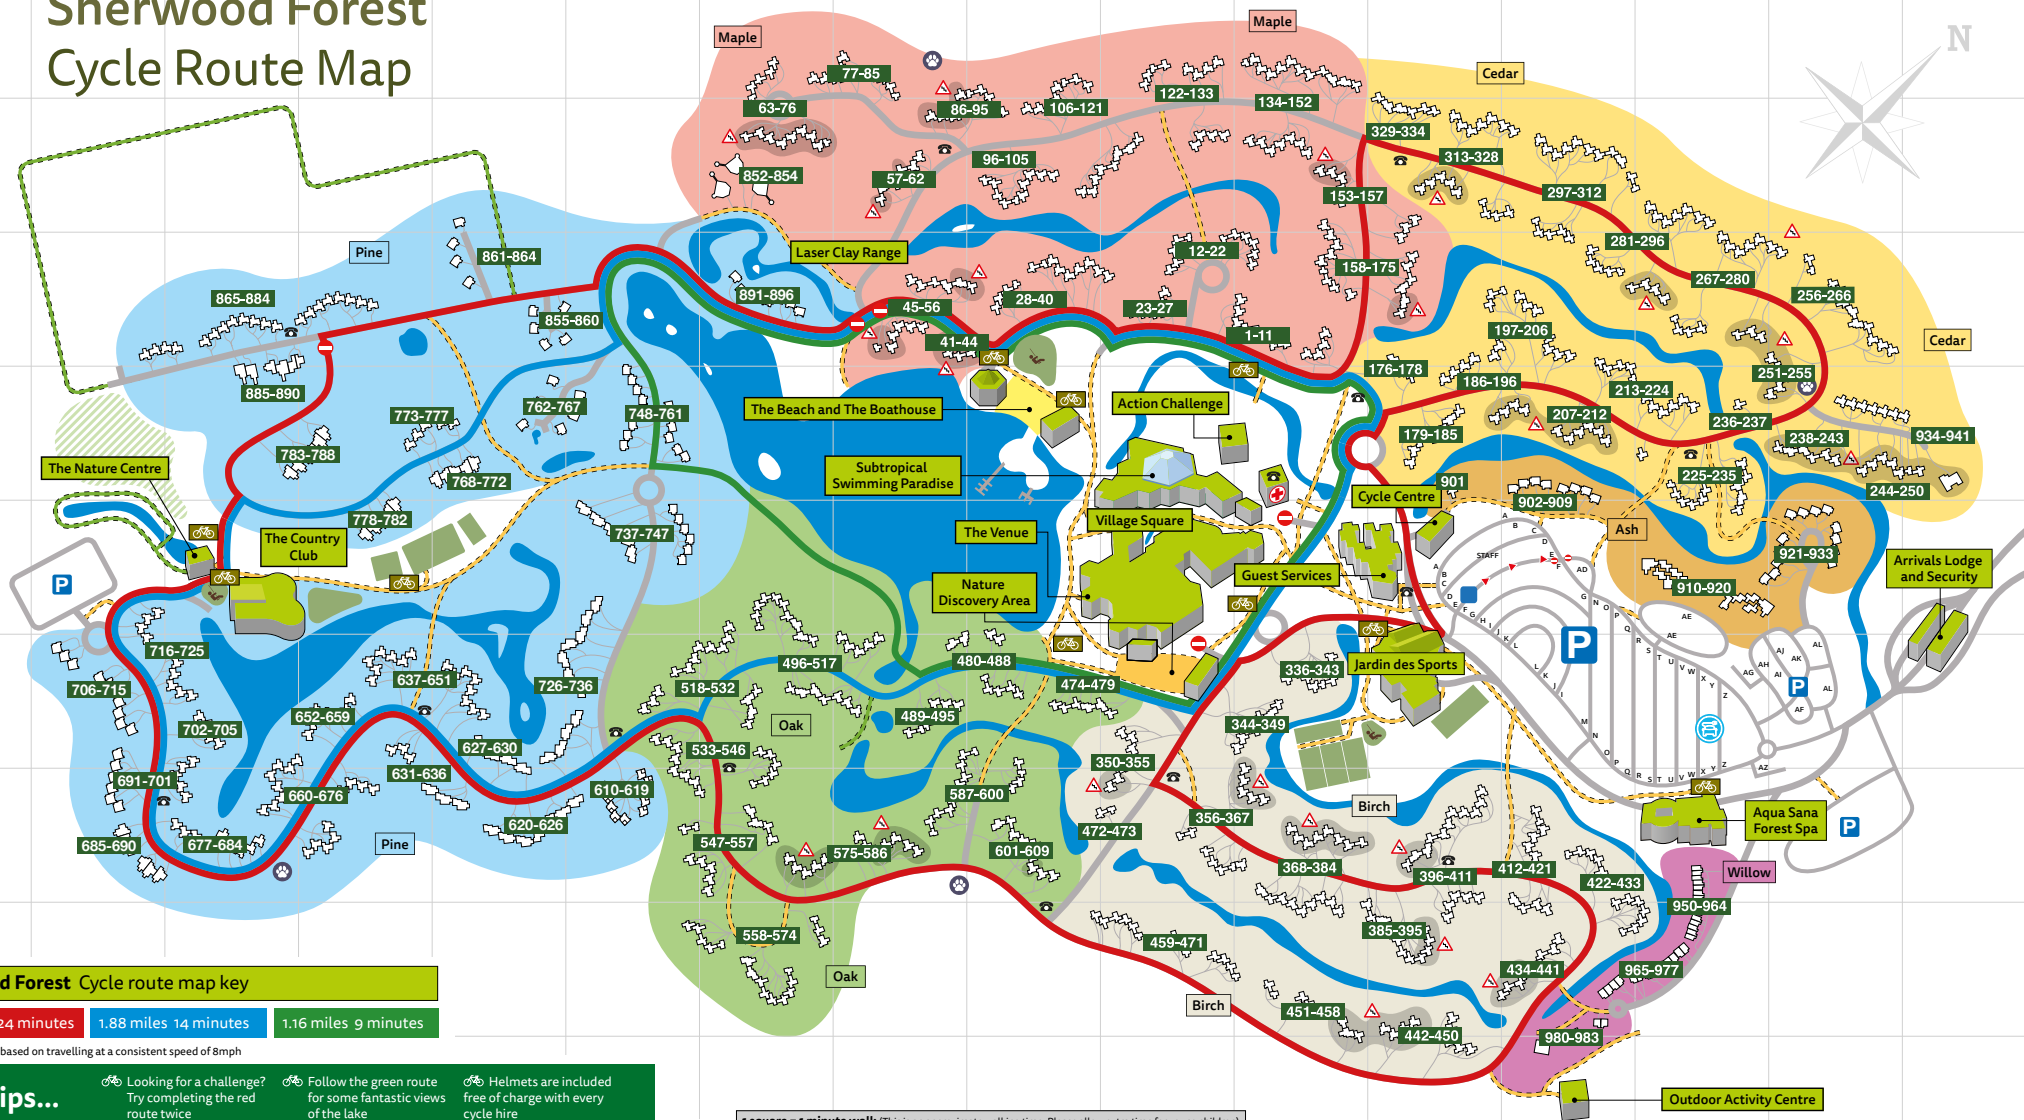 Sherwood Forest
Cycle Route Map
N
Maple
Maple
Cedar
77-85
63-76
86-95
106-121
122-133
134-152
329-334
313-328
96-105
57-62
852-854
153-157
297-312
Pine
861-864
Laser Clay Range
12-22
281-296
158-175
267-280
865-884
891-896
45-56
28-40
23-27
256-266
855-860
41-44
1-11
197-206
Cedar
176-178
251-255
885-890
186-196
213-224
773-777
762-767
748-761
The Beach and The Boathouse
Action Challenge
207-212
236-237
783-788
179-185
238-243
934-941
The Nature Centre
768-772
Subtropical
Swimming Paradise
901
225-235
244-250
Cycle Centre
902-909
778-782
737-747
The Venue
Village Square
Ash
The Country
Club
STAFF
921-933
Arrivals Lodge
and Security
P
Nature
Discovery Area
Guest Services
910-920
P
716-725
496-517
480-488
336-343
Jardin des Sports
706-715
637-651
726-736
518-532
474-479
P
702-705
652-659
489-495
344-349
Oak
627-630
533-546
350-355
691-701
631-636
610-619
587-600
660-676
Birch
356-367
Aqua Sana
Forest Spa
P
620-626
472-473
685-690
677-684
Pine
547-557
575-586
601-609
368-384
396-411
412-421
422-433
Willow
950-964
558-574
459-471
385-395
Oak
434-441
965-977
Birch
451-458
442-450
980-983
Outdoor Activity Centre
d Forest Cycle route map key
24 minutes
1.88 miles 14 minutes
1.16 miles 9 minutes
based on travelling at a consistent speed of 8mph
ips...
Looking for a challenge?
Try completing the red
route twice
Follow the green route
for some fantastic views
of the lake
Helmets are included
free of charge with every
cycle hire